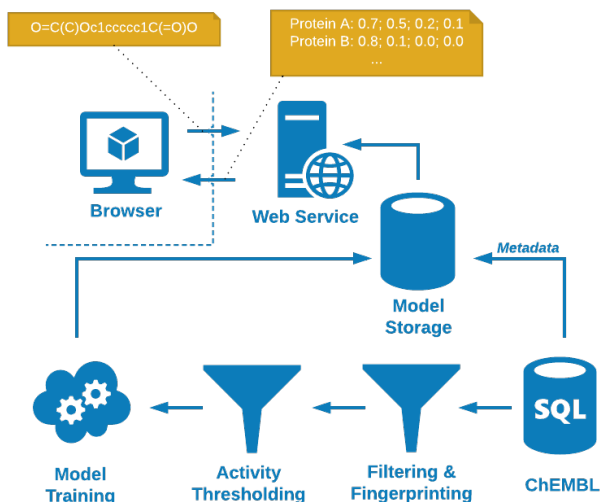 O=C(C)Oc1ccccc1C(=O)O
Protein A: 0.7; 0.5; 0.2; 0.1
Protein B: 0.8; 0.1; 0.0; 0.0
...
Browser
Web Service
Metadata
Model
Storage
SQL
Model
Training
Activity
Thresholding
Filtering &
Fingerprinting
ChEMBL